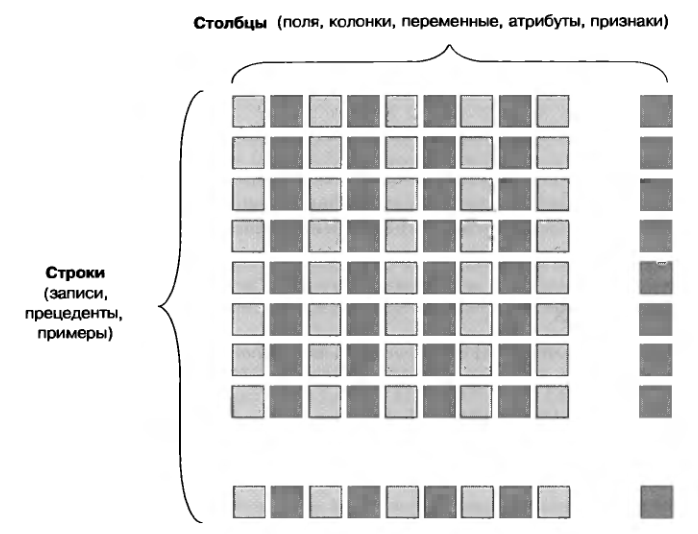 Столбцы (поля, колонки, переменные, атрибуты, признаки)
Строки
(записи,
прецеденты,
примеры)